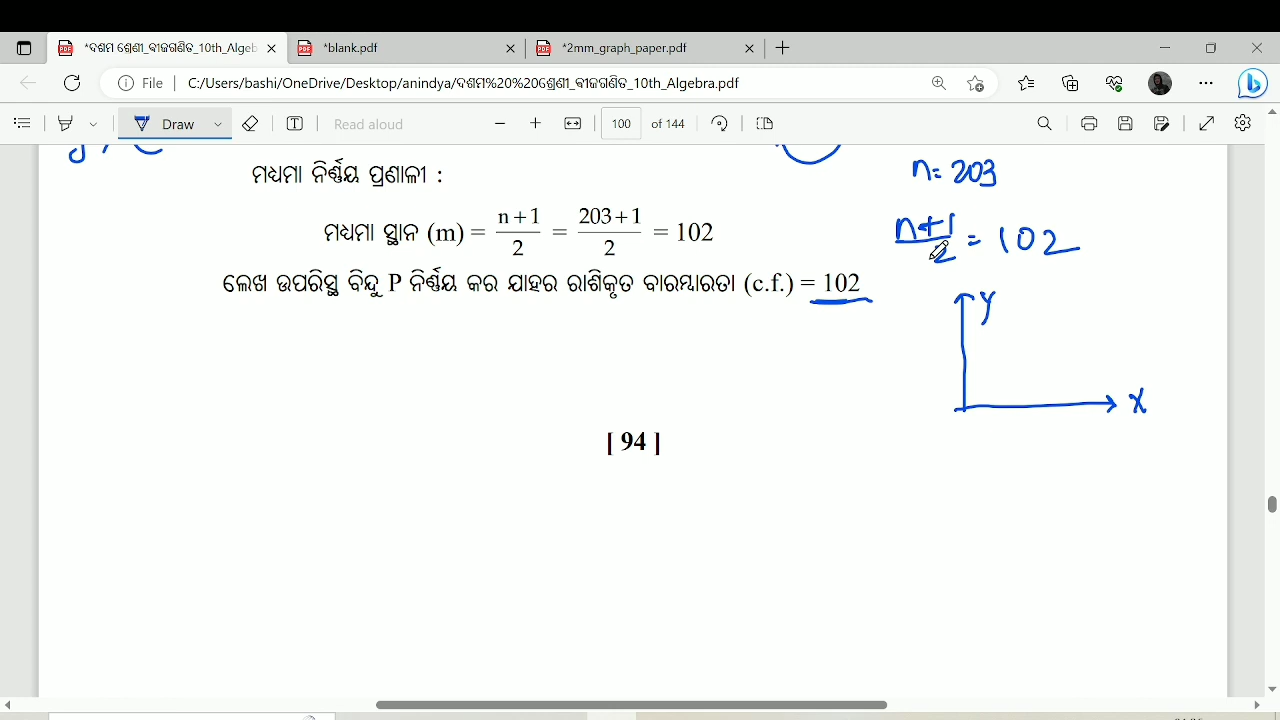 *ଦଶମ ଶ୍ରେଣୀ_ବୀଜଗଣିତ_10th_Algeb
*blank.pdf
*2mm_graph_paper.pdf
File
C:/Users/bashi/OneDrive/Desktop/anindya/ଦଶମ%20%20ଶ୍ରେଣୀ_ବୀଜଗଣିତ_10th_Algebra.pdf
Draw
Read aloud
100 of 144
ମଧ୍ୟମା ନିର୍ଣ୍ଣୟ ପ୍ରଣାଳୀ :
n = 203
ମଧ୍ୟମା ସ୍ଥାନ (m) = n+1/2 = 203+1/2 = 102
n+1/2 = 102
ଲେଖ ଉପରିସ୍ଥ ବିନ୍ଦୁ P ନିର୍ଣ୍ଣୟ କର ଯାହର ରାଶିକୃତ ବାରମ୍ବାରତା (c.f.) = 102
Y
X
[ 94 ]